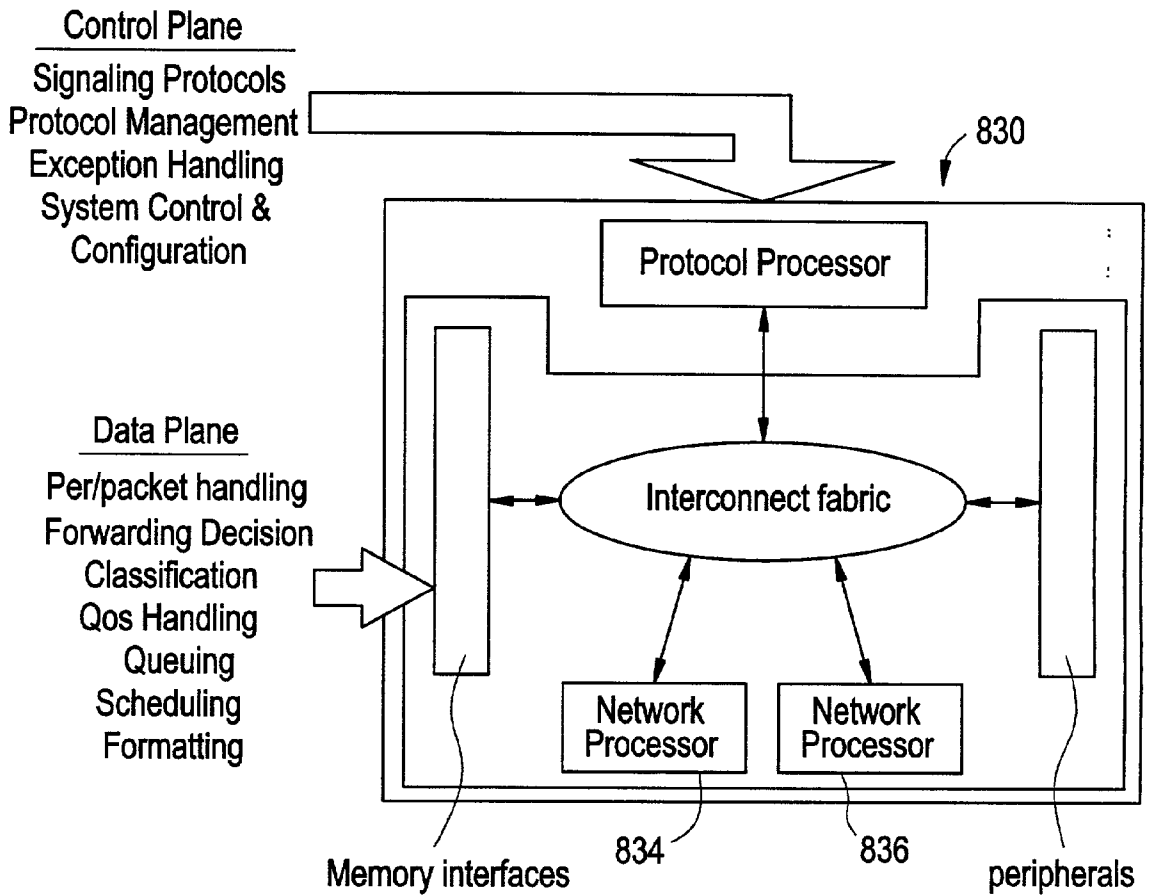 Control Plane
Signaling Protocols
Protocol Management
Exception Handling
System Control &
Configuration
830
Protocol Processor
Data Plane
Per/packet handling
Forwarding Decision
Classification
Qos Handling
Queuing
Scheduling
Formatting
Interconnect fabric
Network
Processor
Network
Processor
834
836
Memory interfaces
peripherals